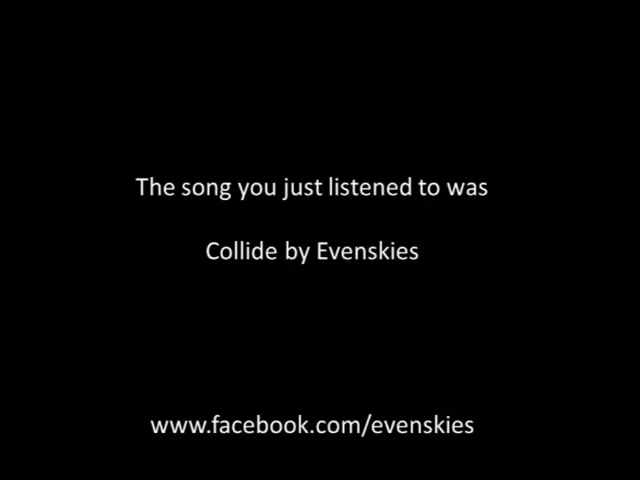 The song you just listened to was
Collide by Evenskies
www.facebook.com/evenskies